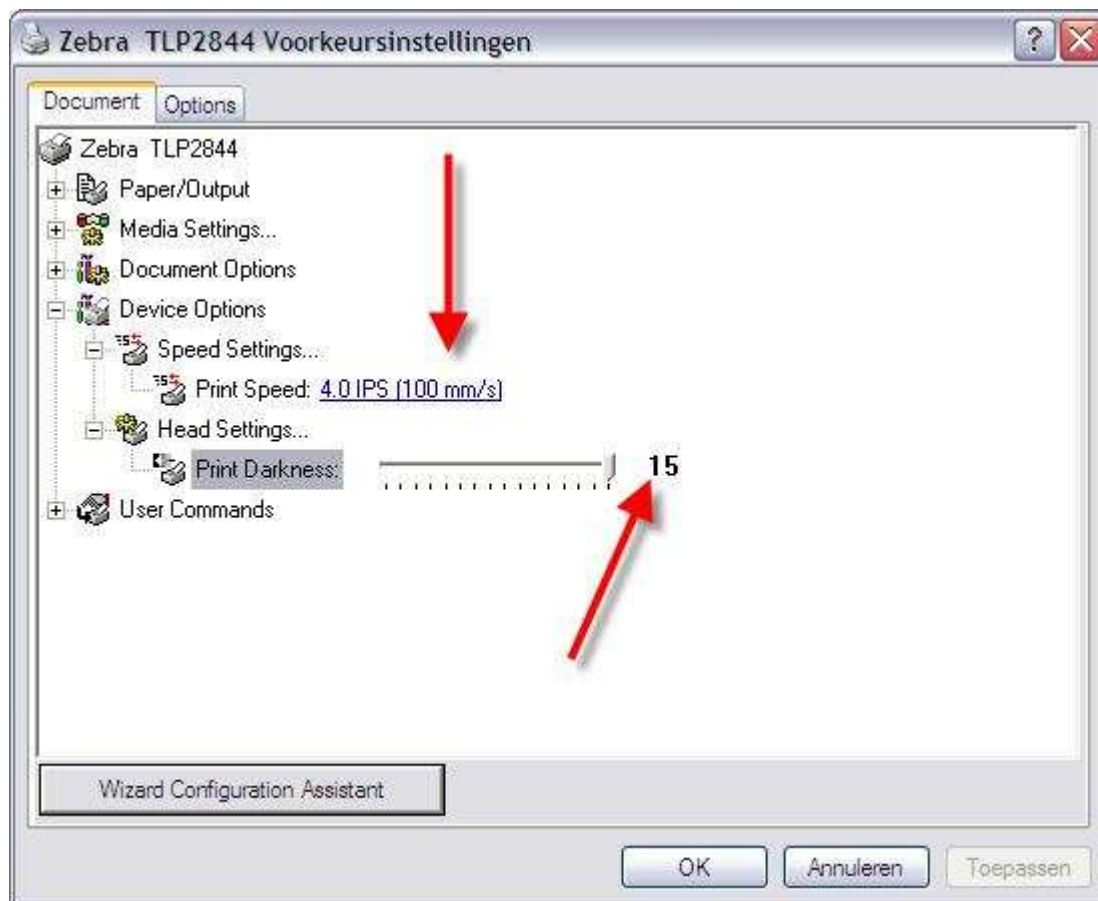 Zebra TLP2844 Voorkeursinstellingen
Document Options
Zebra TLP2844
Paper/Output
Media Settings...
Document Options
Device Options
Speed Settings...
Print Speed: 4.0 IPS (100 mm/s)
Head Settings...
Print Darkness: 15
User Commands
Wizard Configuration Assistant
OK Annuleren Toepassen